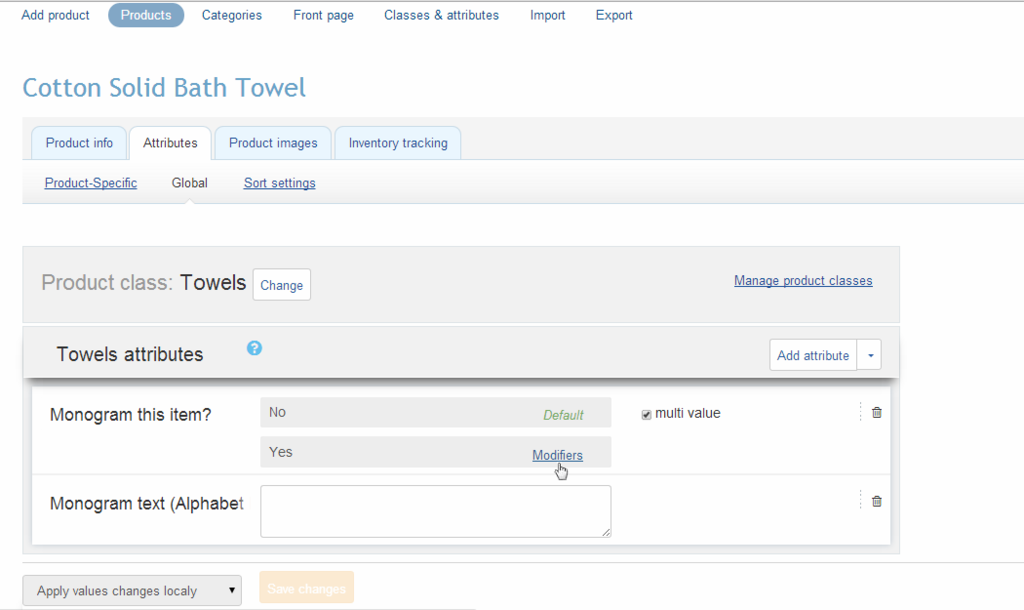 Add product Products Categories Front page Classes & attributes Import Export
Cotton Solid Bath Towel
Product info Attributes Product images Inventory tracking
Product-Specific Global Sort settings
Product class: Towels Change Manage product classes
Towels attributes ? Add attribute
Monogram this item? No Default multi value
Yes Modifiers
Monogram text (Alphabet
Apply values changes localy Save changes